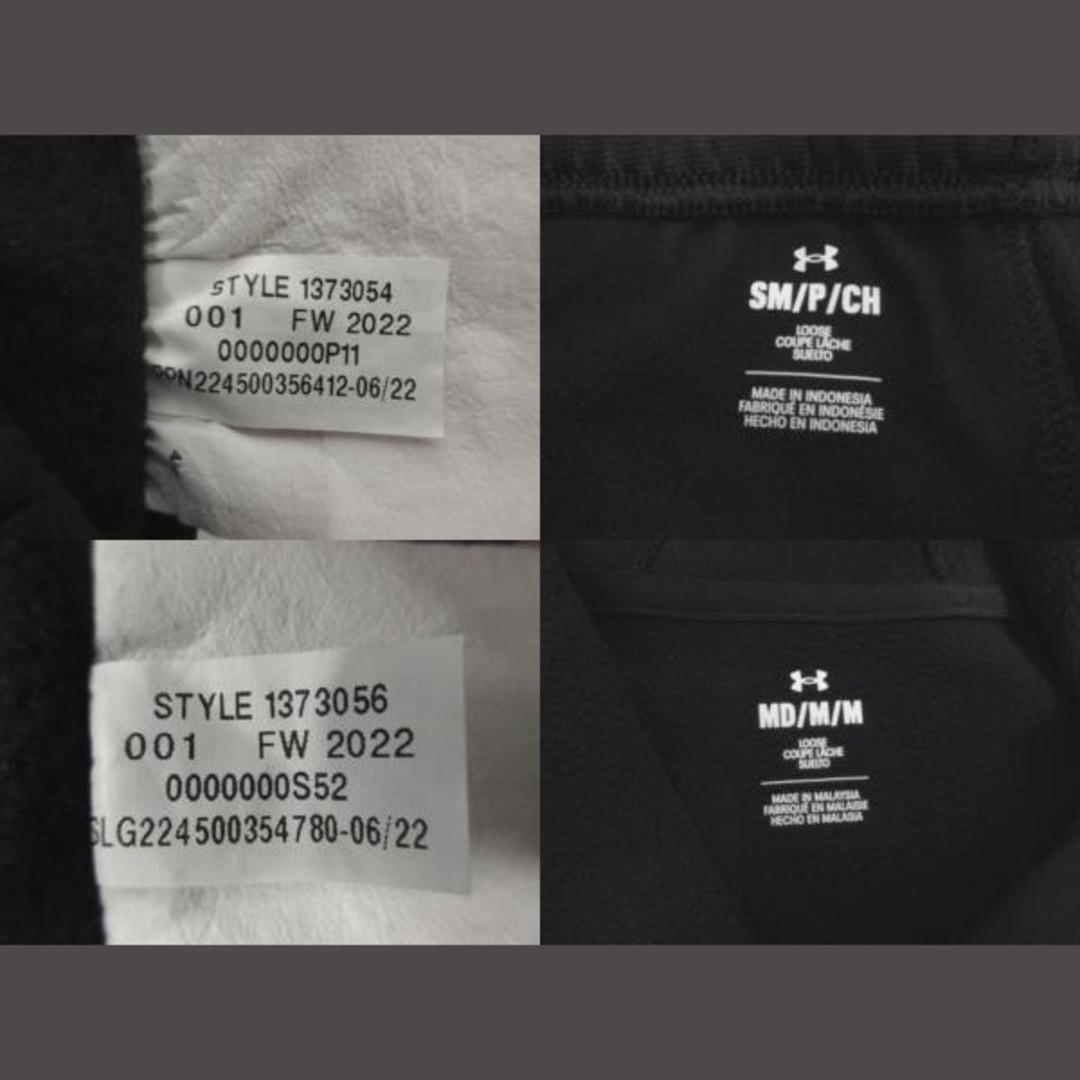 STYLE 1373054
001 FW 2022
0000000P11
224500356412-06/22
SM/P/CH
LOOSE
COUPE LÂCHE
SUELTO
MADE IN INDONESIA
FABRIQUÉ EN INDONÉSIE
HECHO EN INDONESIA
STYLE 1373056
001 FW 2022
0000000S52
SLG224500354780-06/22
MD/M/M
LOOSE
COUPE LÂCHE
SUELTO
MADE IN MALAYSIA
FABRIQUÉ EN MALAISIE
HECHO EN MALASIA